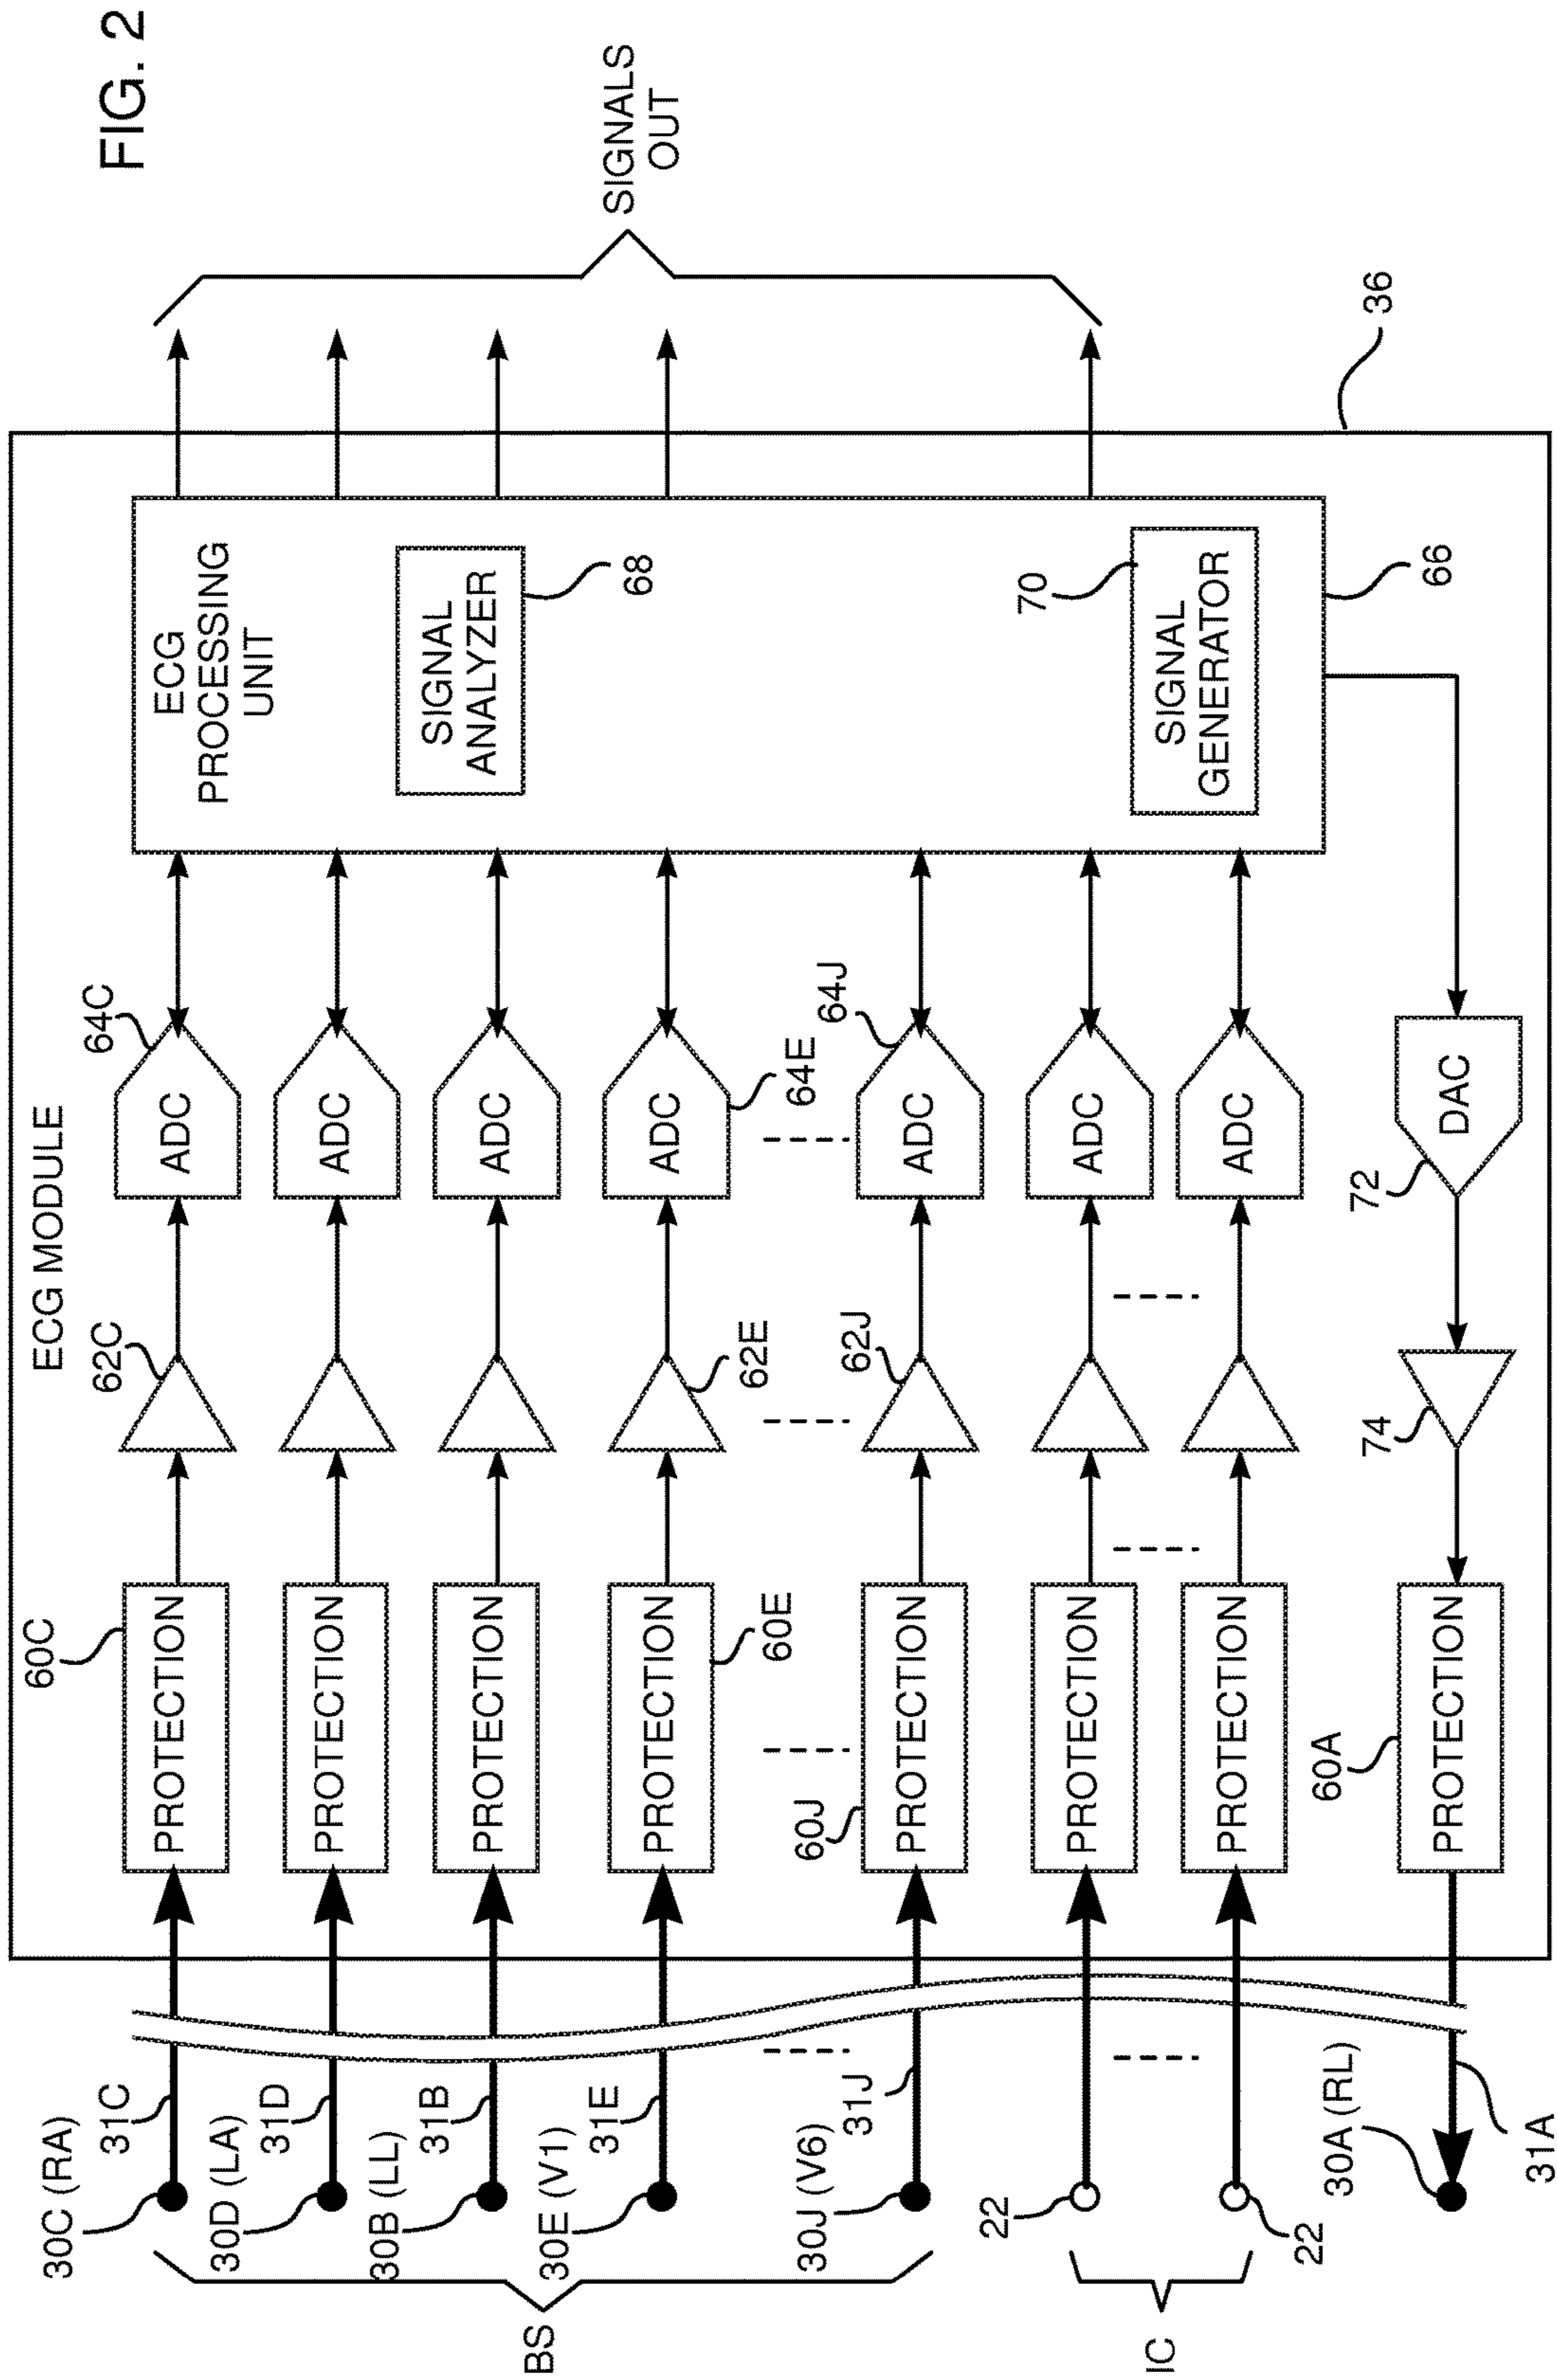 FIG. 2
ECG MODULE
SIGNALS
OUT
36
ECG
PROCESSING
UNIT
SIGNAL
ANALYZER
68
70
SIGNAL
GENERATOR
66
BS
30C (RA)
31C
60C
PROTECTION
62C
64C
ADC
30D (LA)
31D
PROTECTION
ADC
30B (LL)
31B
PROTECTION
ADC
30E (V1)
31E
PROTECTION
60E
62E
ADC
64E
30J (V6)
31J
60J
PROTECTION
62J
64J
ADC
IC
22
PROTECTION
ADC
22
PROTECTION
ADC
30A (RL)
31A
60A
PROTECTION
74
72
DAC